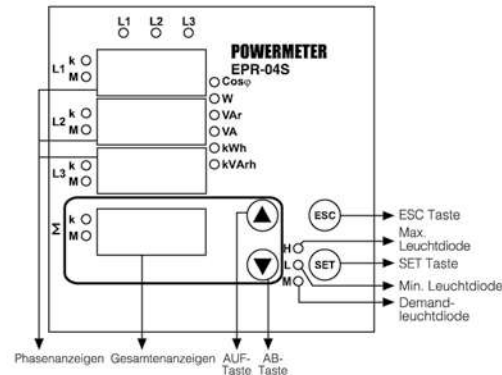 L1 L2 L3
POWERMETER
EPR-04S
L1 k
M
Cosφ
W
L2 k
M
VAr
VA
kWh
L3 k
M
kVArh
Σ k
M
ESC
ESC Taste
H
Max.
Leuchtdiode
L
SET
SET Taste
M
Min. Leuchtdiode
Demand-
leuchtdiode
Phasenanzeigen Gesamtenanzeigen AUF-
Taste
AB-
Taste